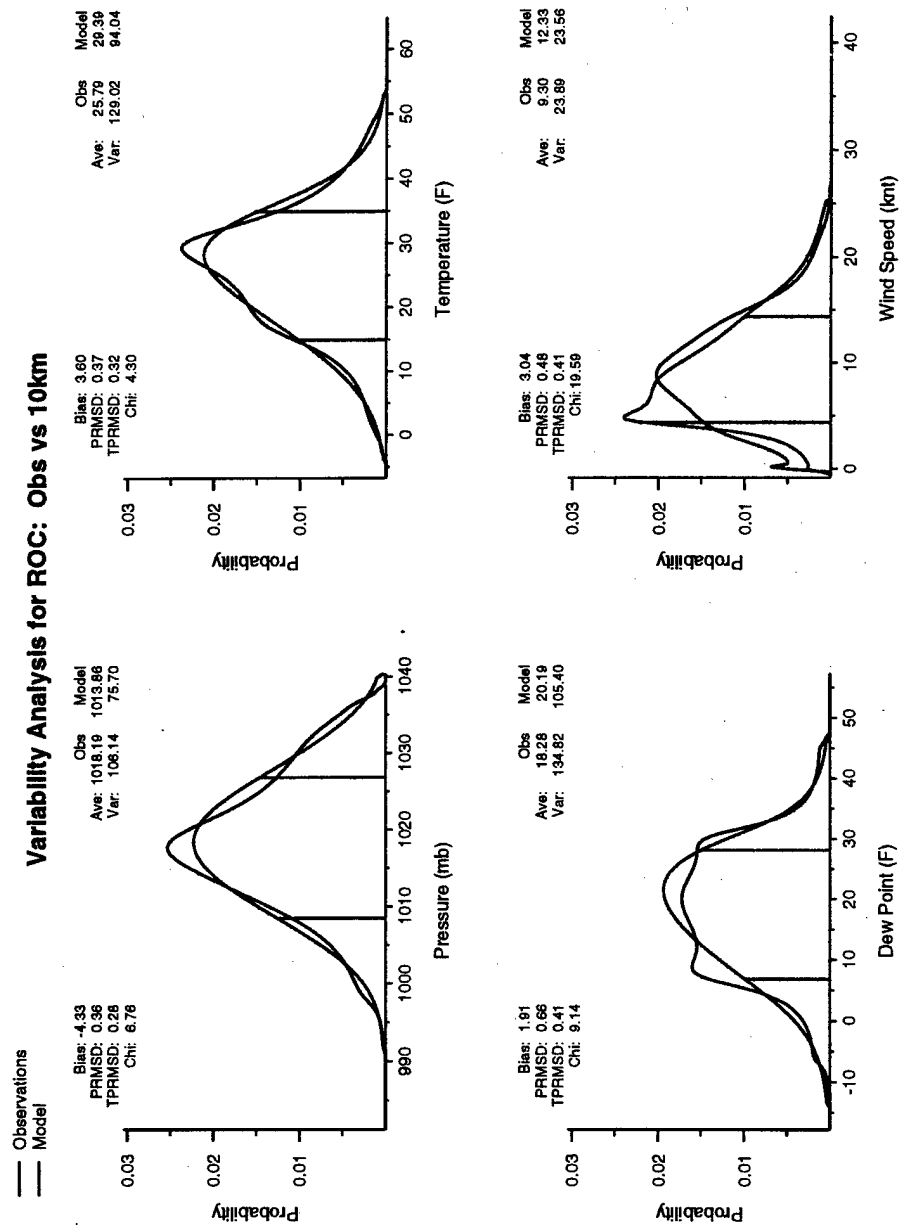 Observations
Model
Variability Analysis for ROC: Obs vs 10km
Bias: -4.33
PRMSD: 0.36
TPRMSD: 0.28
Chi: 6.76
Obs Model
Ave: 1018.19 1013.86
Var: 106.14 75.70
Probability
0.03
0.02
0.01
990 1000 1010 1020 1030 1040
Pressure (mb)
Bias: 3.60
PRMSD: 0.37
TPRMSD: 0.32
Chi: 4.30
Obs Model
Ave: 25.79 29.39
Var: 129.02 94.04
Probability
0.03
0.02
0.01
0 10 20 30 40 50 60
Temperature (F)
Bias: 1.91
PRMSD: 0.66
TPRMSD: 0.41
Chi: 9.14
Obs Model
Ave: 18.28 20.19
Var: 134.82 105.40
Probability
0.03
0.02
0.01
-10 0 10 20 30 40 50
Dew Point (F)
Bias: 3.04
PRMSD: 0.48
TPRMSD: 0.41
Chi: 19.59
Obs Model
Ave: 9.30 12.33
Var: 23.89 23.56
Probability
0.03
0.02
0.01
0 10 20 30 40
Wind Speed (knt)